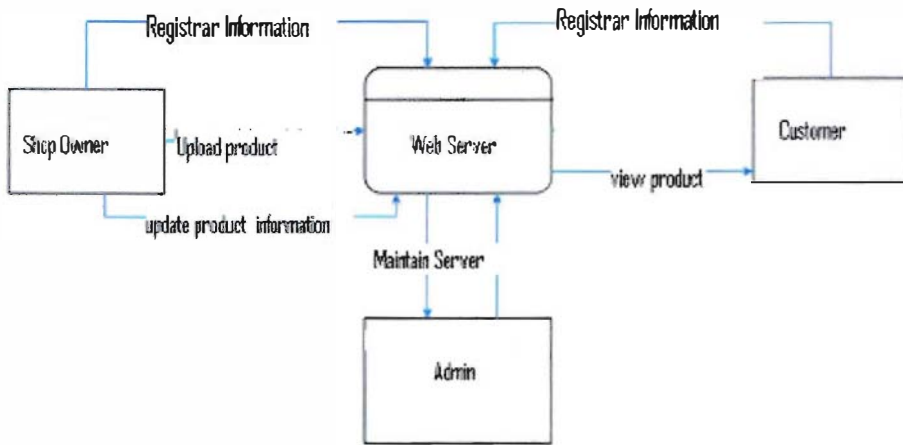 Registrar Information
Registrar Information
Shop Owner
Upload product
Web Server
Customer
view product
update product information
Maintain Server
Admin